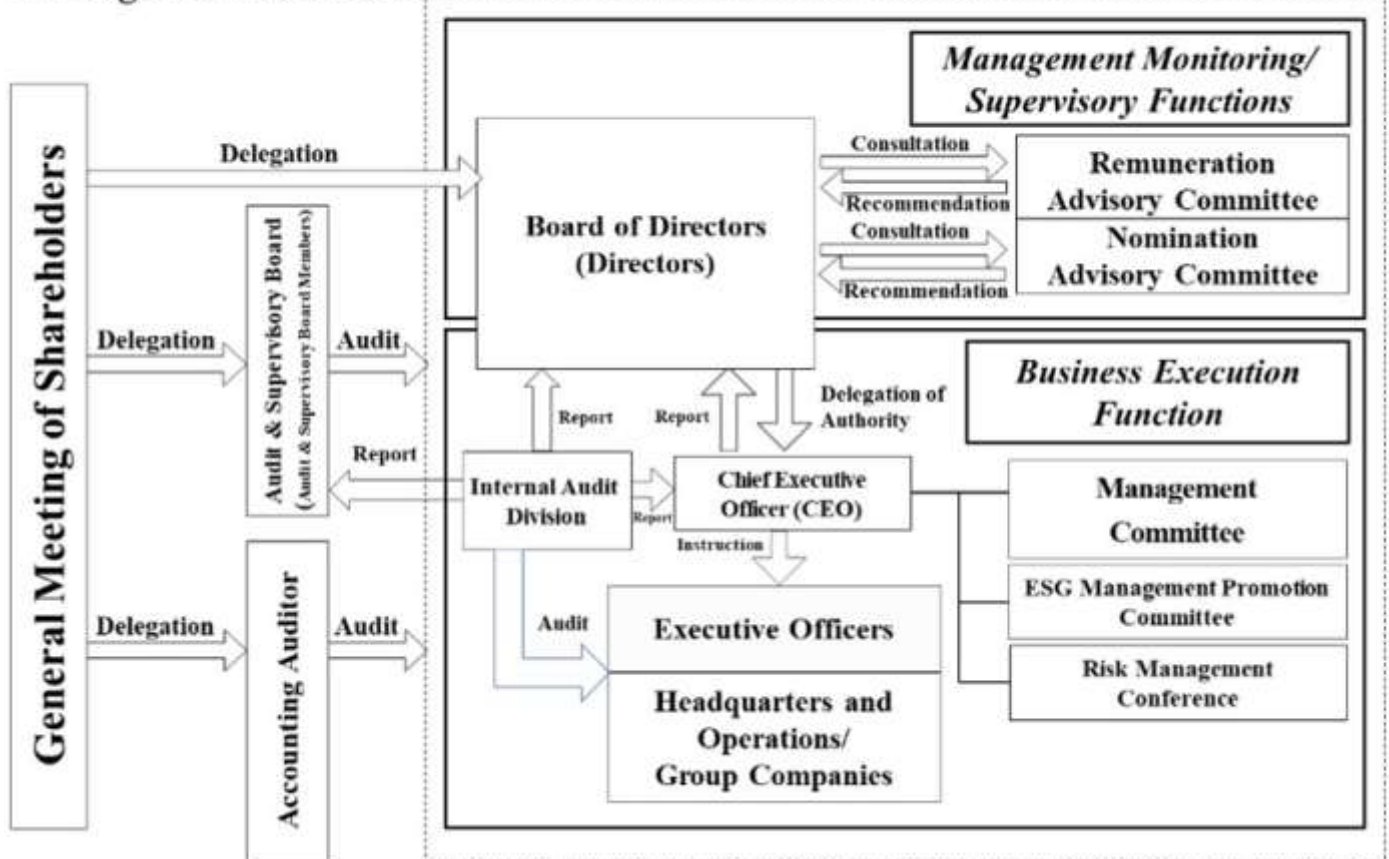 General Meeting of Shareholders
Delegation
Delegation
Delegation
Audit & Supervisory Board
(Audit & Supervisory Board Members)
Audit
Report
Accounting Auditor
Audit
Management Monitoring/
Supervisory Functions
Board of Directors
(Directors)
Consultation
Recommendation
Consultation
Recommendation
Remuneration
Advisory Committee
Nomination
Advisory Committee
Business Execution
Function
Report
Report
Delegation of
Authority
Internal Audit
Division
Report
Chief Executive
Officer (CEO)
Instruction
Audit
Executive Officers
Headquarters and
Operations/
Group Companies
Management
Committee
ESG Management Promotion
Committee
Risk Management
Conference